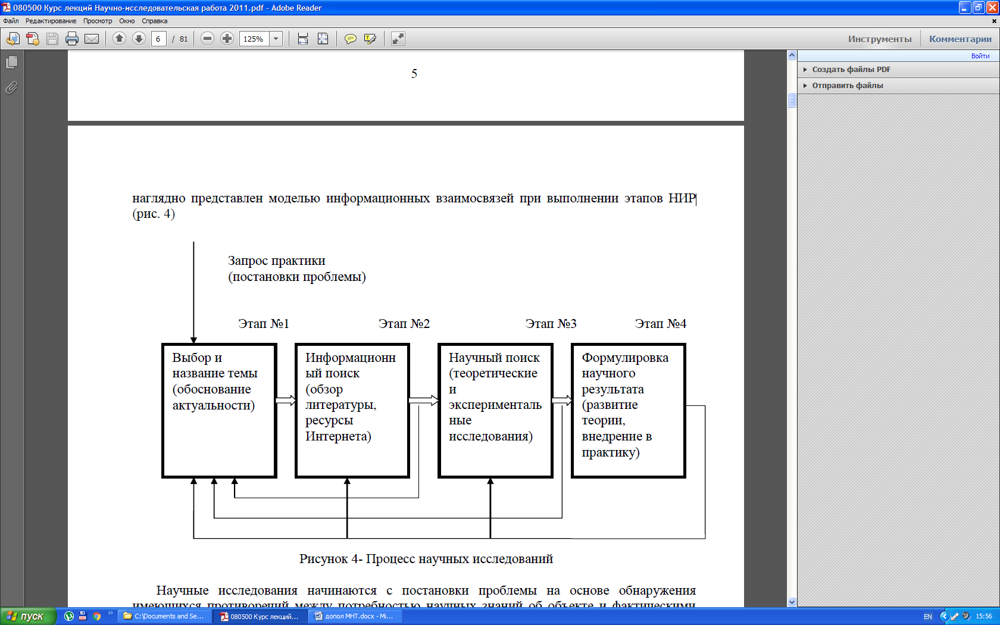 080500 Курс лекций Научно-исследовательская работа 2011.pdf - Adobe Reader
Файл Редактирование Просмотр Окно Справка
6 / 81 125% Инструменты Комментарии
Войти
Создать файлы PDF
Отправить файлы
5
наглядно представлен моделью информационных взаимосвязей при выполнении этапов НИР
(рис. 4)
Запрос практики
(постановки проблемы)
Этап №1 Этап №2 Этап №3 Этап №4
Выбор и
название темы
(обоснование
актуальности)
Информационн
ый поиск
(обзор
литературы,
ресурсы
Интернета)
Научный поиск
(теоретические
и
эксперименталь
ные
исследования)
Формулировка
научного
результата
(развитие
теории,
внедрение в
практику)
Рисунок 4- Процесс научных исследований
Научные исследования начинаются с постановки проблемы на основе обнаружения
имеющихся противоречий между потребностью научных знаний об объекте и фактическими
пуск
C:\Documents and Se...
080500 Курс лекций...
допол МНТ.docx - Mi...
EN
15:56